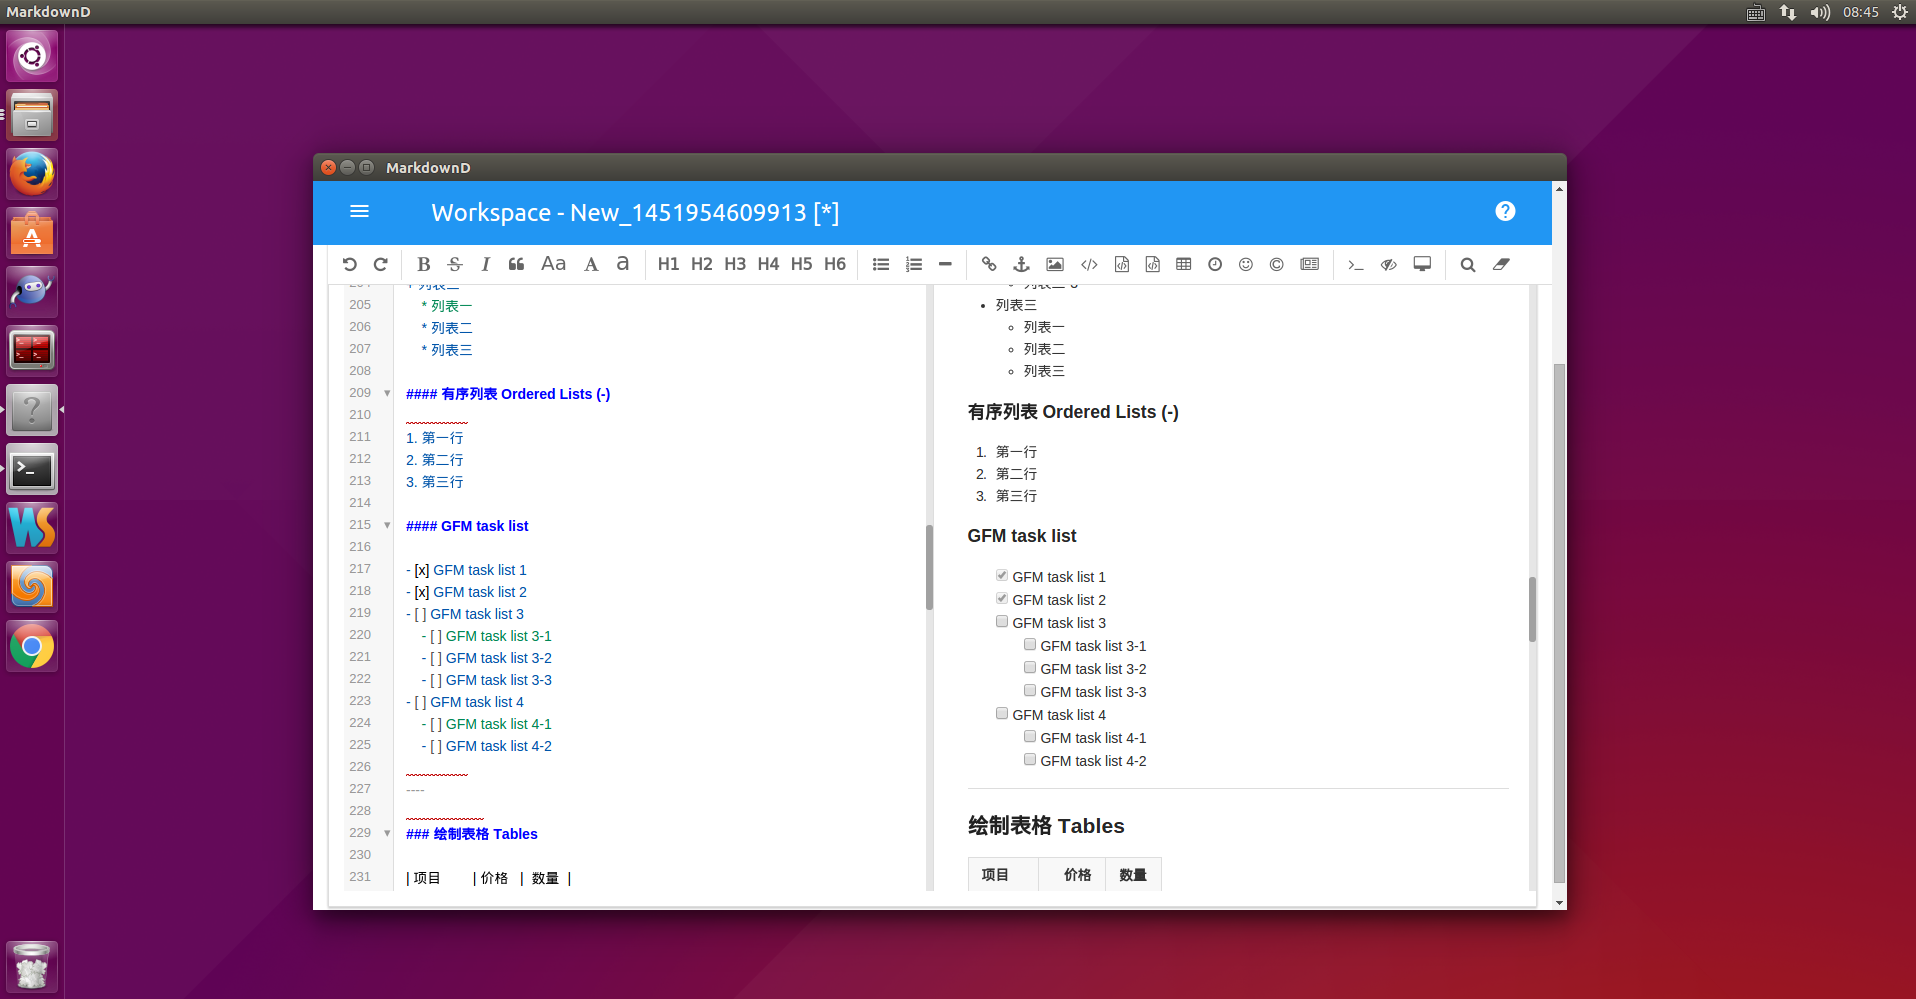 MarkdownD
08:45
MarkdownD
Workspace - New_1451954609913 [*]
B S I Aa A a H1 H2 H3 H4 H5 H6
205 * 列表一
206 * 列表二
207 * 列表三
208
209 #### 有序列表 Ordered Lists (-)
210
211 1. 第一行
212 2. 第二行
213 3. 第三行
214
215 #### GFM task list
216
217 - [x] GFM task list 1
218 - [x] GFM task list 2
219 - [ ] GFM task list 3
220 - [ ] GFM task list 3-1
221 - [ ] GFM task list 3-2
222 - [ ] GFM task list 3-3
223 - [ ] GFM task list 4
224 - [ ] GFM task list 4-1
225 - [ ] GFM task list 4-2
226
227 ----
228
229 ### 绘制表格 Tables
230
231 | 项目 | 价格 | 数量 |
列表三
列表一
列表二
列表三
有序列表 Ordered Lists (-)
1. 第一行
2. 第二行
3. 第三行
GFM task list
GFM task list 1
GFM task list 2
GFM task list 3
GFM task list 3-1
GFM task list 3-2
GFM task list 3-3
GFM task list 4
GFM task list 4-1
GFM task list 4-2
绘制表格 Tables
项目 价格 数量